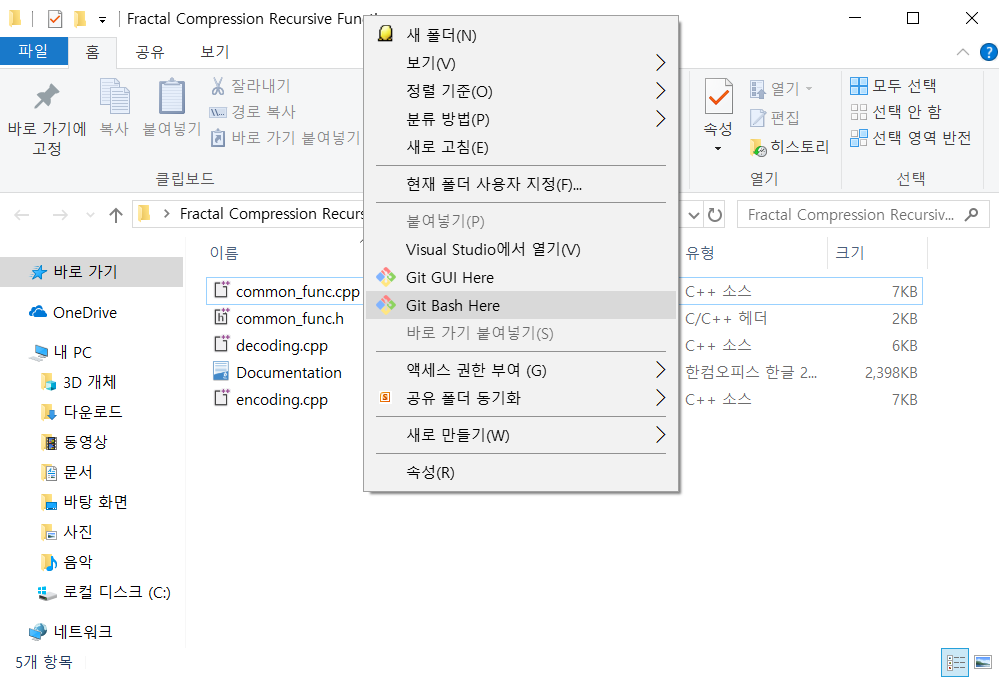 Fractal Compression Recursive Functi
파일 홈 공유 보기
바로 가기에
고정
복사
붙여넣기
잘라내기
경로 복사
바로 가기 붙여넣기
클립보드
속성
열기
편집
히스토리
열기
모두 선택
선택 안 함
선택 영역 반전
선택
Fractal Compression Recurs
Fractal Compression Recursiv...
새 폴더(N)
보기(V)
정렬 기준(O)
분류 방법(P)
새로 고침(E)
현재 폴더 사용자 지정(F)...
붙여넣기(P)
Visual Studio에서 열기(V)
Git GUI Here
Git Bash Here
바로 가기 붙여넣기(S)
액세스 권한 부여 (G)
공유 폴더 동기화
새로 만들기(W)
속성(R)
바로 가기
OneDrive
내 PC
3D 개체
다운로드
동영상
문서
바탕 화면
사진
음악
로컬 디스크 (C:)
네트워크
이름 유형 크기
common_func.cpp C++ 소스 7KB
common_func.h C/C++ 헤더 2KB
decoding.cpp C++ 소스 6KB
Documentation 한컴오피스 한글 2... 2,398KB
encoding.cpp C++ 소스 7KB
5개 항목